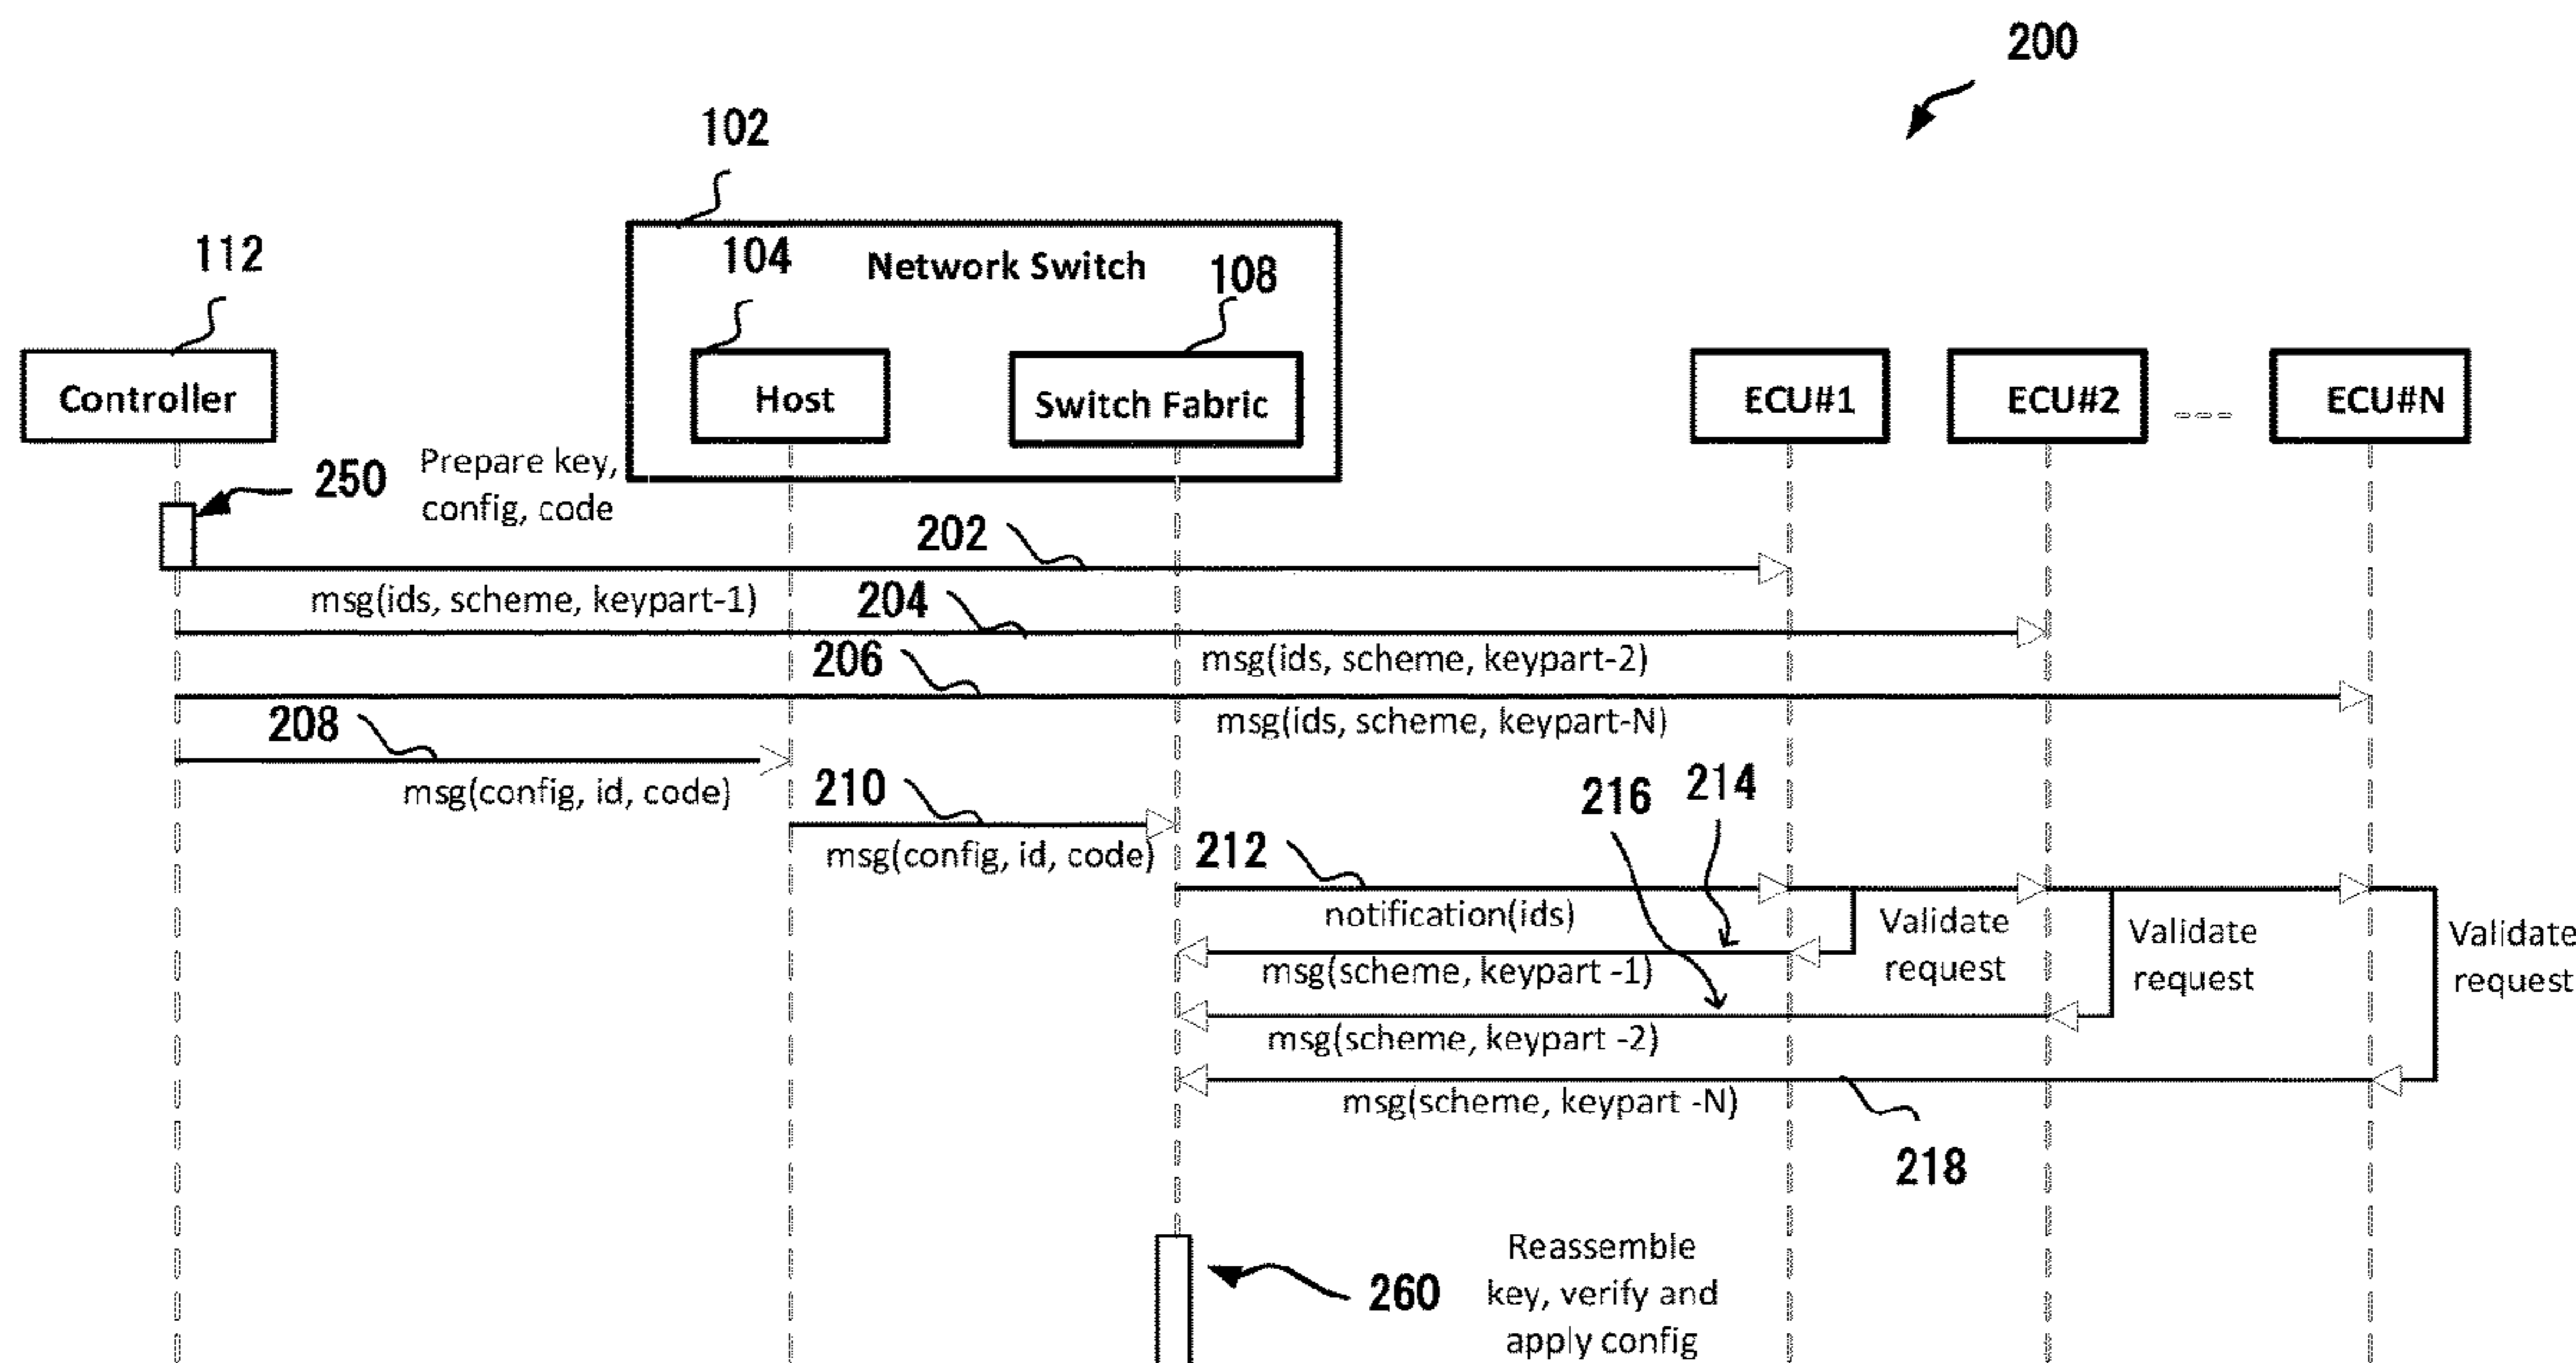 200
102
Network Switch
112
104
108
Controller
Host
Switch Fabric
ECU#1
ECU#2
ECU#N
250
Prepare key,
config, code
202
msg(ids, scheme, keypart-1)
204
206
msg(ids, scheme, keypart-2)
208
msg(ids, scheme, keypart-N)
msg(config, id, code)
210
216
214
msg(config, id, code)
212
notification(ids)
Validate
request
Validate
request
Validate
request
msg(scheme, keypart -1)
msg(scheme, keypart -2)
msg(scheme, keypart -N)
218
260
Reassemble
key, verify and
apply config